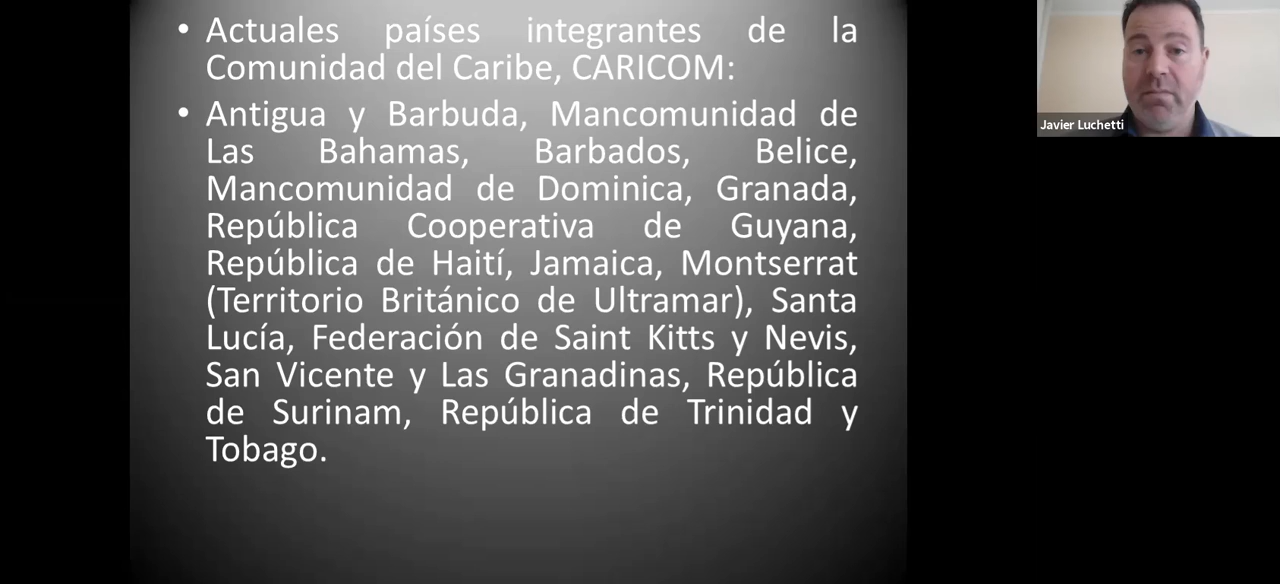 • Actuales países integrantes de la
Comunidad del Caribe, CARICOM:
• Antigua y Barbuda, Mancomunidad de
Las Bahamas, Barbados, Belice,
Mancomunidad de Dominica, Granada,
República Cooperativa de Guyana,
República de Haití, Jamaica, Montserrat
(Territorio Británico de Ultramar), Santa
Lucía, Federación de Saint Kitts y Nevis,
San Vicente y Las Granadinas, República
de Surinam, República de Trinidad y
Tobago.
Javier Luchetti